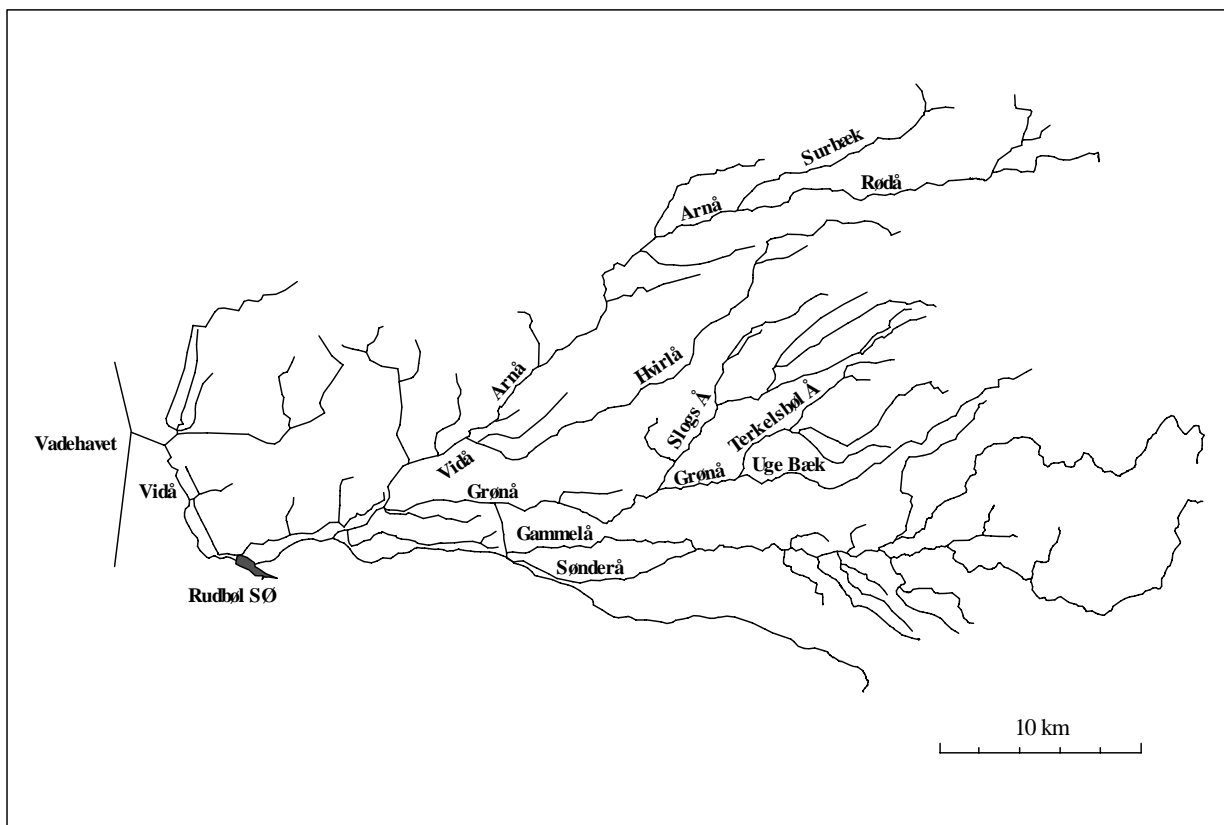 Surbæk
Rødå
Arnå
Hvirlå
Arnå
Slogs Å
Terkelsbøl Å
Vadehavet
Vidå
Uge Bæk
Grønå
Vidå
Grønå
Gammelå
Sønderå
Rudbøl SØ
10 km